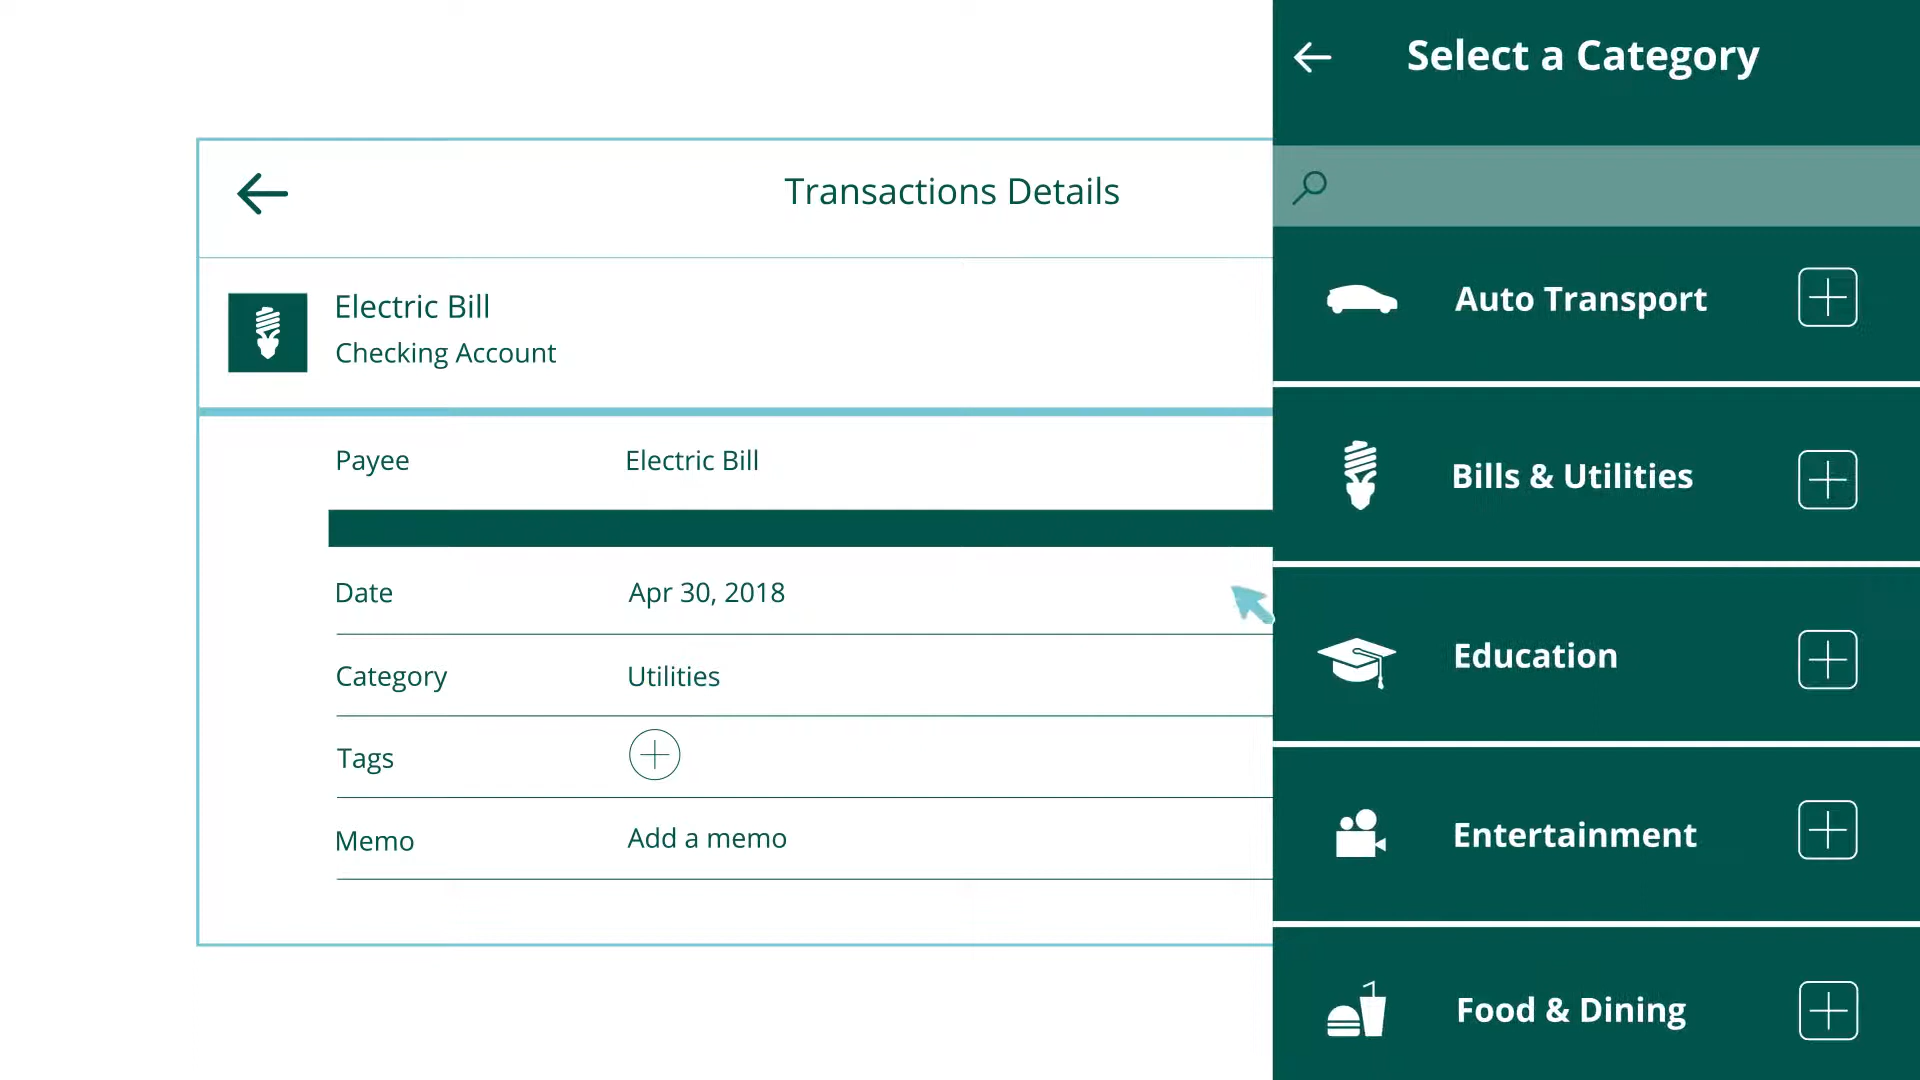 Transactions Details
Electric Bill
Checking Account
Payee Electric Bill
Date Apr 30, 2018
Category Utilities
Tags
Memo Add a memo
Select a Category
Auto Transport
Bills & Utilities
Education
Entertainment
Food & Dining